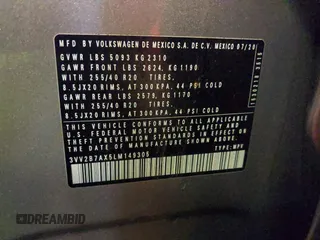 MFD. BY VOLKSWAGEN DE MEXICO S.A. DE C.V. MEXICO 07/20
GVWR LBS 5093 KG 2310
GAWR FRONT LBS 2624, KG 1190
WITH 255/40 R20 TIRES,
8.5JX20 RIMS, AT 300 KPA, 44 PSI COLD
GAWR REAR LBS 2579, KG 1170
WITH 255/40 R20 TIRES,
8.5JX20 RIMS, AT 300 KPA, 44 PSI COLD
THIS VEHICLE CONFORMS TO ALL APPLICABLE
FEDERAL MOTOR VEHICLE SAFETY AND
THEFT PREVENTION STANDARDS IN EFFECT ON
THE DATE OF MANUFACTURE SHOWN ABOVE.
3VV2B7AX5LM149305 TYPE: MPV
DREAMBID